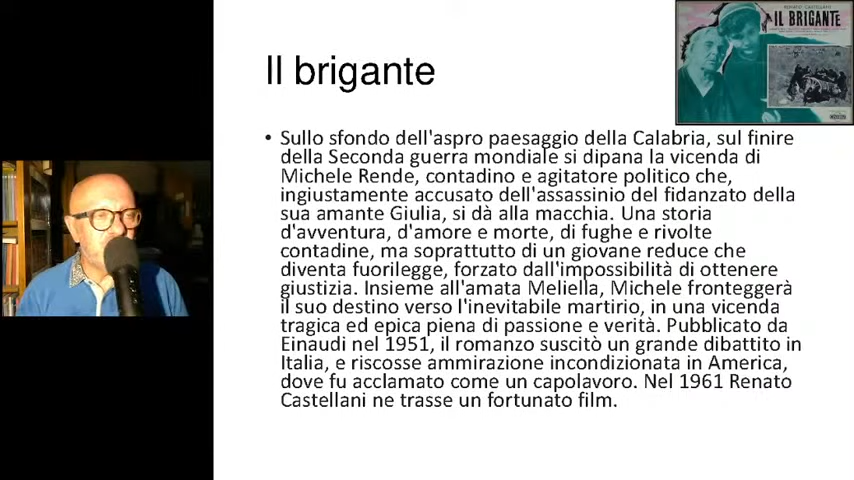 RENATO CASTELLANI
IL BRIGANTE
Il brigante
• Sullo sfondo dell'aspro paesaggio della Calabria, sul finire
della Seconda guerra mondiale si dipana la vicenda di
Michele Rende, contadino e agitatore politico che,
ingiustamente accusato dell'assassinio del fidanzato della
sua amante Giulia, si dà alla macchia. Una storia
d'avventura, d'amore e morte, di fughe e rivolte
contadine, ma soprattutto di un giovane reduce che
diventa fuorilegge, forzato dall'impossibilità di ottenere
giustizia. Insieme all'amata Meliella, Michele fronteggerà
il suo destino verso l'inevitabile martirio, in una vicenda
tragica ed epica piena di passione e verità. Pubblicato da
Einaudi nel 1951, il romanzo suscitò un grande dibattito in
Italia, e riscosse ammirazione incondizionata in America,
dove fu acclamato come un capolavoro. Nel 1961 Renato
Castellani ne trasse un fortunato film.